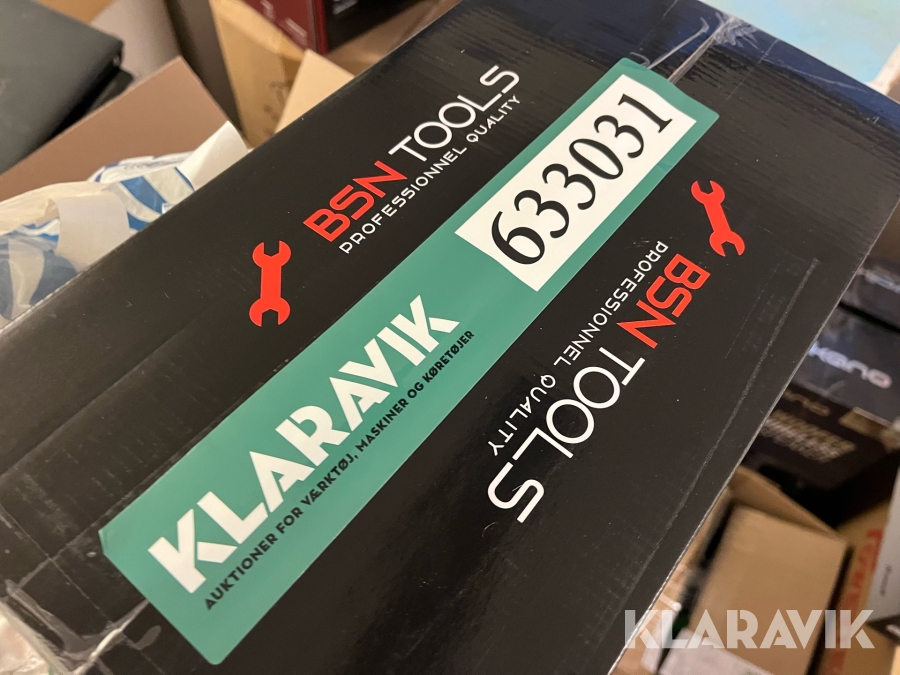 BSN TOOLS
PROFESSIONNEL QUALITY
633031
KLARAVIK
AUKTIONER FOR VÆRKTØJ, MASKINER OG KØRETØJER
BSN TOOLS
PROFESSIONNEL QUALITY
KLARAVIK